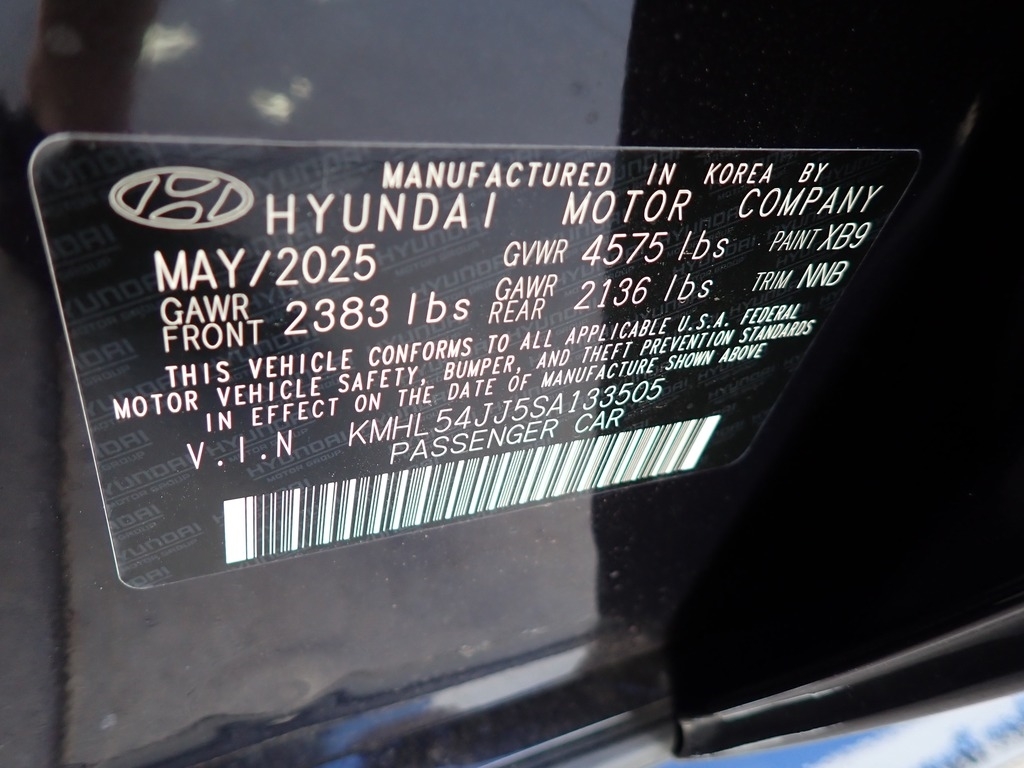 MANUFACTURED IN KOREA BY
HYUNDAI MOTOR COMPANY
MAY/2025 GVWR 4575 lbs PAINT XB9
GAWR FRONT 2383 lbs GAWR REAR 2136 lbs TRIM NNB
THIS VEHICLE CONFORMS TO ALL APPLICABLE U.S.A. FEDERAL
MOTOR VEHICLE SAFETY, BUMPER, AND THEFT PREVENTION STANDARDS
IN EFFECT ON THE DATE OF MANUFACTURE SHOWN ABOVE
V.I.N KMHL54JJ5SA133505
PASSENGER CAR